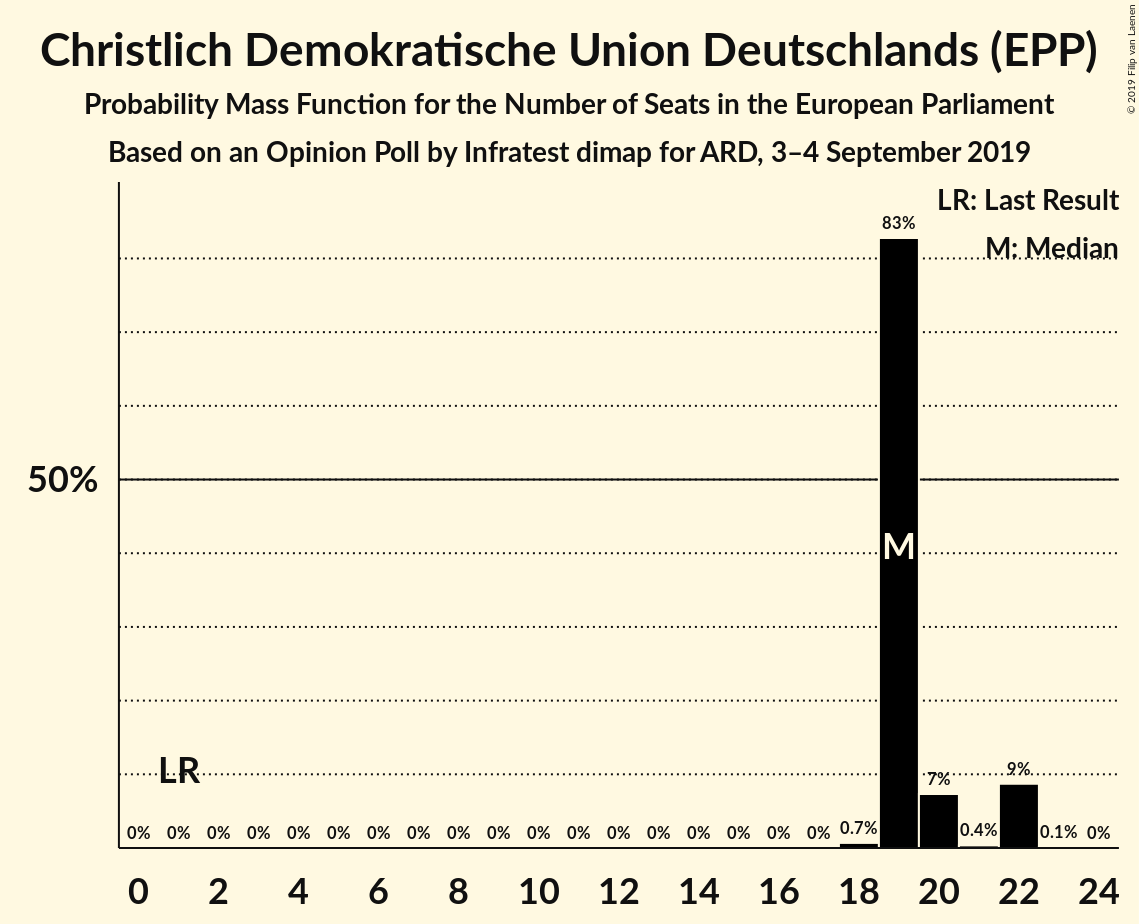 Christlich Demokratische Union Deutschlands (EPP)
Probability Mass Function for the Number of Seats in the European Parliament
Based on an Opinion Poll by Infratest dimap for ARD, 3–4 September 2019
© 2019 Filip van Laenen
LR: Last Result
M: Median
83%
50%
M
LR
0% 0% 0% 0% 0% 0% 0% 0% 0% 0% 0% 0% 0% 0% 0% 0% 0% 0% 0.7% 7% 0.4% 9% 0.1% 0%
0 2 4 6 8 10 12 14 16 18 20 22 24